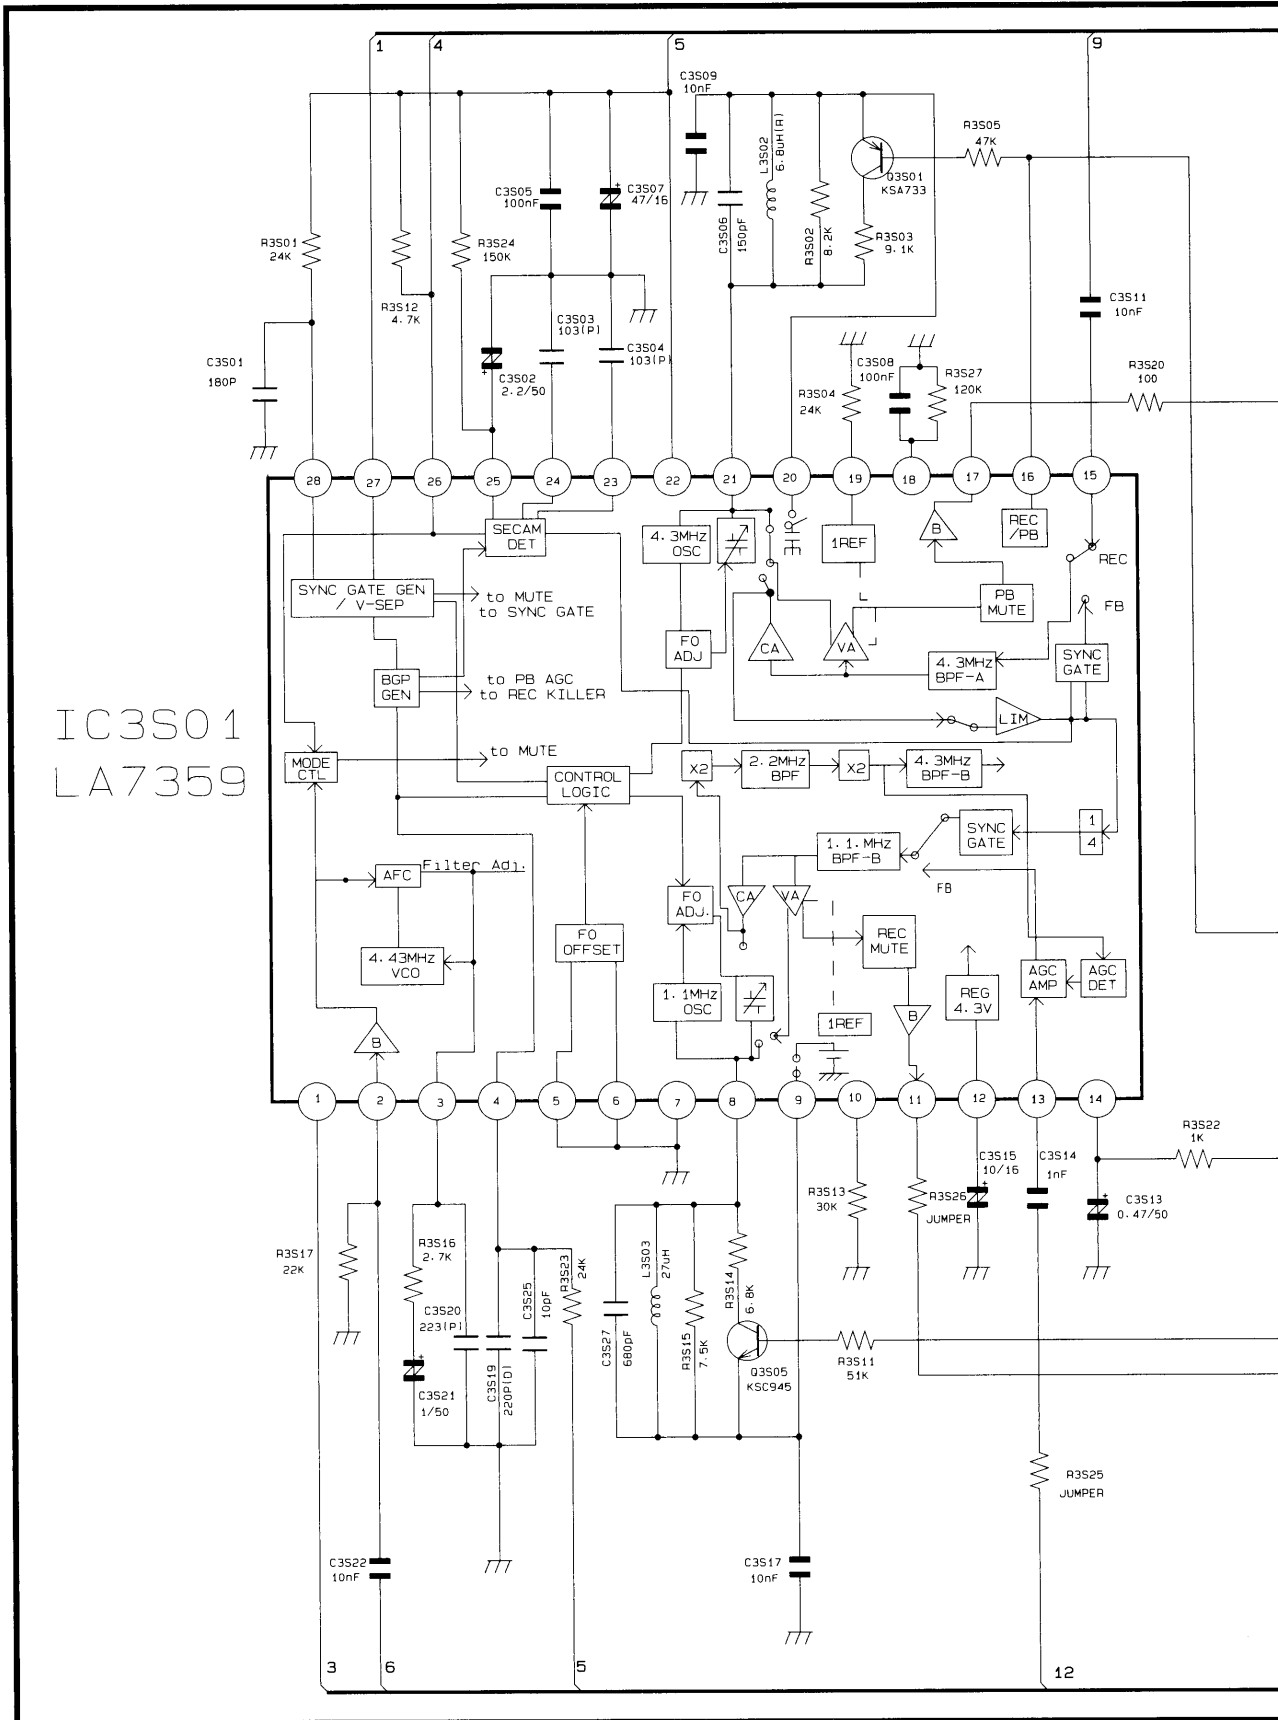 1
4
5
9
C3S09
10nF
R3S05
47K
L3S02
6.8uH(R)
Q3S01
KSA733
C3S05
100nF
C3S07
47/16
C3S06
150pF
R3S02
8.2K
R3S03
9.1K
R3S01
24K
R3S24
150K
R3S12
4.7K
C3S11
10nF
C3S03
103(P)
C3S04
103(P)
C3S01
180P
C3S02
2.2/50
R3S04
24K
C3S08
100nF
R3S27
120K
R3S20
100
28
27
26
25
24
23
22
21
20
19
18
17
16
15
SECAM
DET
4.3MHz
OSC
1REF
B
REC
/PB
REC
SYNC GATE GEN
/ V-SEP
to MUTE
to SYNC GATE
PB
MUTE
FB
FO
ADJ
CA
VA
4.3MHz
BPF-A
SYNC
GATE
BGP
GEN
to PB AGC
to REC KILLER
LIM
IC3S01
LA7359
MODE
CTL
to MUTE
CONTROL
LOGIC
X2
2.2MHz
BPF
X2
4.3MHz
BPF-B
1.1.MHz
BPF-B
SYNC
GATE
1
4
AFC
Filter Adj.
FB
FO
ADJ.
CA
VA
FO
OFFSET
REC
MUTE
4.43MHz
VCO
1.1MHz
OSC
REG
4.3V
AGC
AMP
AGC
DET
1REF
B
B
1
2
3
4
5
6
7
8
9
10
11
12
13
14
R3S22
1K
C3S15
10/16
C3S14
1nF
R3S13
30K
R3S26
JUMPER
C3S13
0.47/50
R3S17
22K
R3S16
2.7K
R3S23
24K
C3S25
10pF
L3S03
27uH
R3S14
6.8K
C3S20
223(P)
C3S27
680pF
R3S15
7.5K
C3S21
1/50
C3S19
220P(D)
Q3S05
KSC945
R3S11
51K
R3S25
JUMPER
C3S22
10nF
C3S17
10nF
3
6
5
12